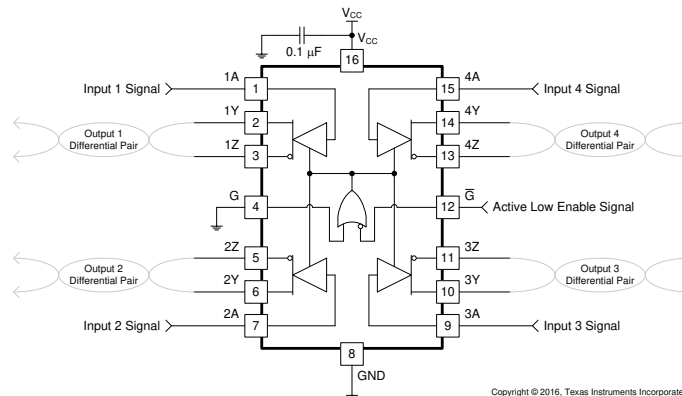 V_CC
V_CC
0.1 μF
16
1A
4A
Input 1 Signal
1
15
Input 4 Signal
1Y
4Y
2
14
Output 1
Differential Pair
Output 4
Differential Pair
1Z
4Z
3
13
G
G̅
4
12
Active Low Enable Signal
2Z
3Z
5
11
Output 2
Differential Pair
Output 3
Differential Pair
2Y
3Y
6
10
2A
3A
Input 2 Signal
7
9
Input 3 Signal
8
GND
Copyright © 2016, Texas Instruments Incorporate